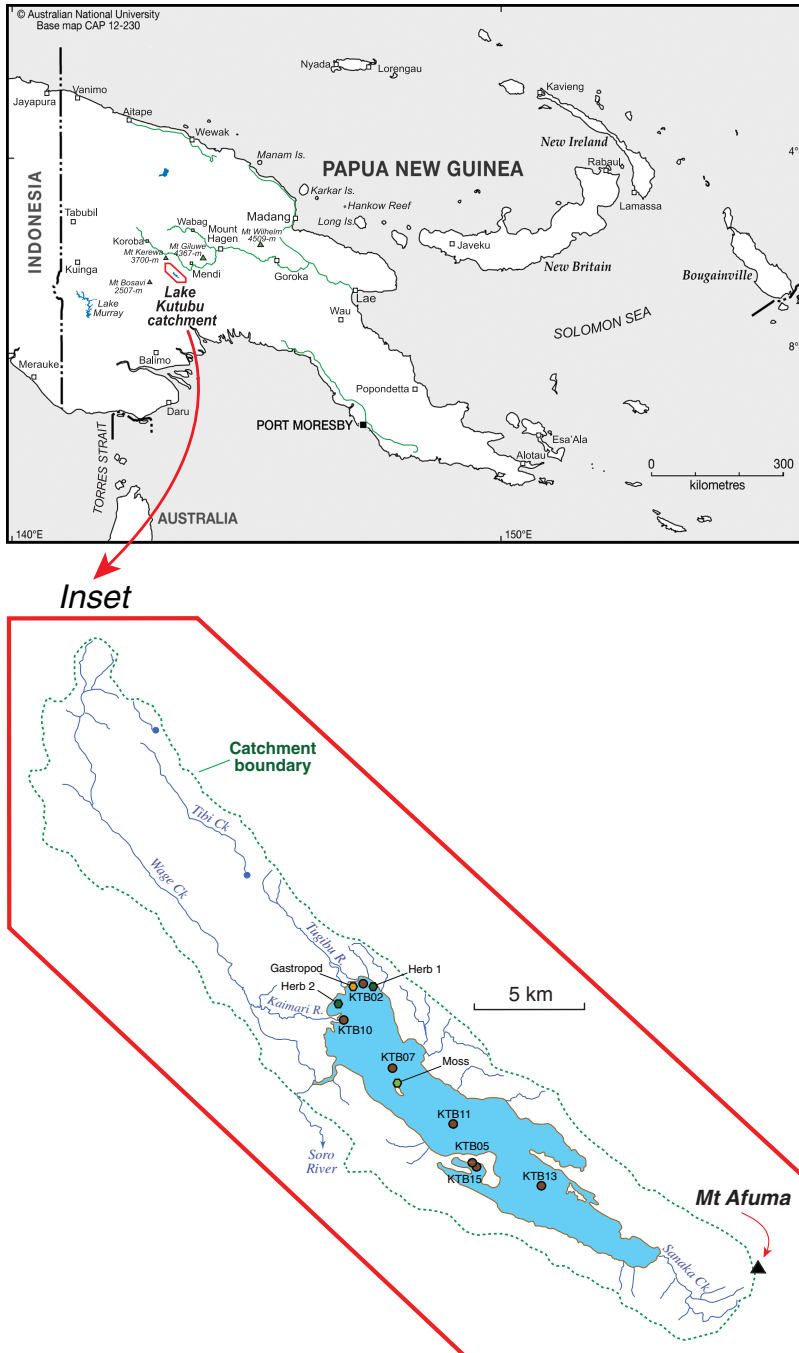 © Australian National University
Base map CAP 12-230
Nyada
Lorengau
Kavieng
Vanimo
Jayapura
Aitape
Wewak
New Ireland
Manam Is.
PAPUA NEW GUINEA
Rabaul
4°
INDONESIA
Karkar Is.
Hankow Reef
Lamassa
Tabubil
Wabag
Madang
Long Is.
Koroba
Mount
Hagen
Mt Wilhelm
4509-m
Mt Giluwe
4367-m
Mt Kerewa
3700-m
Javeku
Kuinga
Mendi
Goroka
New Britain
Bougainville
Mt Bosavi
2507-m
Lake
Kutubu
catchment
Lae
Lake
Murray
Wau
SOLOMON SEA
8°
Merauke
Balimo
Popondetta
Daru
PORT MORESBY
Esa'Ala
Alotau
TORRES STRAIT
0
300
kilometres
AUSTRALIA
140°E
150°E
Inset
Catchment
boundary
Tibi Ck
Wage Ck
Tugibu R.
Gastropod
Herb 1
Herb 2
KTB02
5 km
Kaimari R.
KTB10
KTB07
Moss
KTB11
Soro
River
KTB05
KTB15
KTB13
Mt Afuma
Sanaka Ck